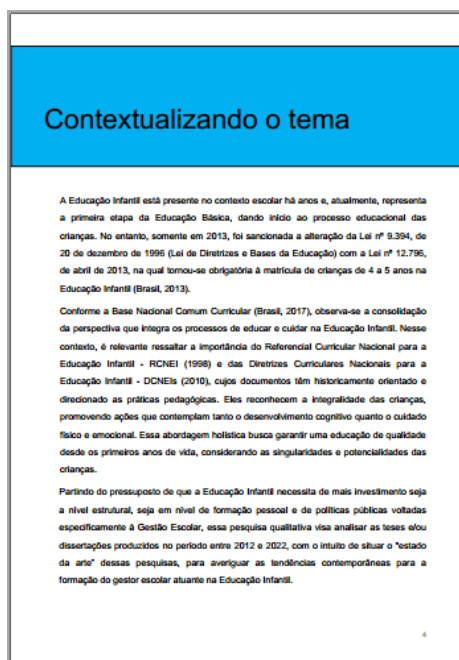 Contextualizando o tema
A Educação Infantil está presente no contexto escolar há anos e, atualmente, representa
a primeira etapa da Educação Básica, dando início ao processo educacional das
crianças. No entanto, somente em 2013, foi sancionada a alteração da Lei nº 9.394, de
20 de dezembro de 1996 (Lei de Diretrizes e Bases da Educação) com a Lei nº 12.796,
de abril de 2013, na qual tornou-se obrigatória à matrícula de crianças de 4 a 5 anos na
Educação Infantil (Brasil, 2013).
Conforme a Base Nacional Comum Curricular (Brasil, 2017), observa-se a consolidação
da perspectiva que integra os processos de educar e cuidar na Educação Infantil. Nesse
contexto, é relevante ressaltar a importância do Referencial Curricular Nacional para a
Educação Infantil - RCNEI (1998) e das Diretrizes Curriculares Nacionais para a
Educação Infantil - DCNEIs (2010), cujos documentos têm historicamente orientado e
direcionado as práticas pedagógicas. Eles reconhecem a integralidade das crianças,
promovendo ações que contemplam tanto o desenvolvimento cognitivo quanto o cuidado
físico e emocional. Essa abordagem holística busca garantir uma educação de qualidade
desde os primeiros anos de vida, considerando as singularidades e potencialidades das
crianças.
Partindo do pressuposto de que a Educação Infantil necessita de mais investimento seja
a nível estrutural, seja em nível de formação pessoal e de políticas públicas voltadas
especificamente à Gestão Escolar, essa pesquisa qualitativa visa analisar as teses e/ou
dissertações produzidos no período entre 2012 e 2022, com o intuito de situar o "estado
da arte" dessas pesquisas, para averiguar as tendências contemporâneas para a
formação do gestor escolar atuante na Educação Infantil.
4